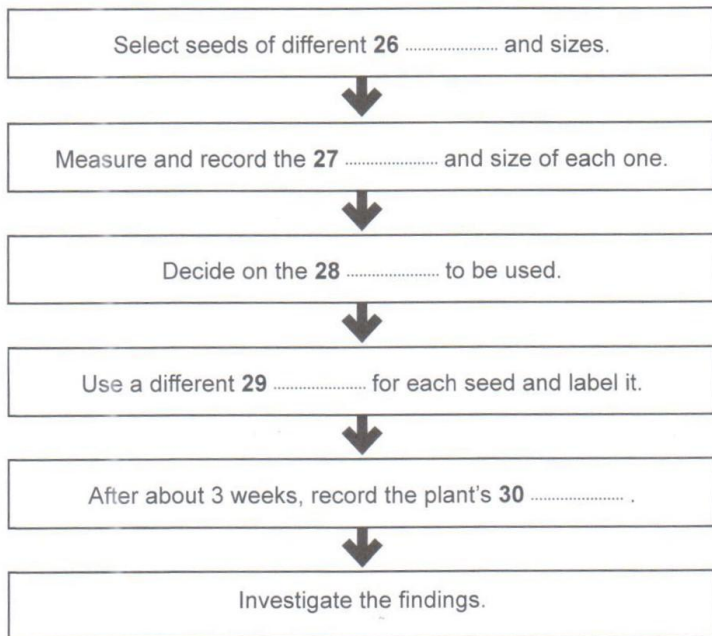 Select seeds of different 26 .................... and sizes.
Measure and record the 27 .................... and size of each one.
Decide on the 28 .................... to be used.
Use a different 29 .................... for each seed and label it.
After about 3 weeks, record the plant's 30 .................... .
Investigate the findings.